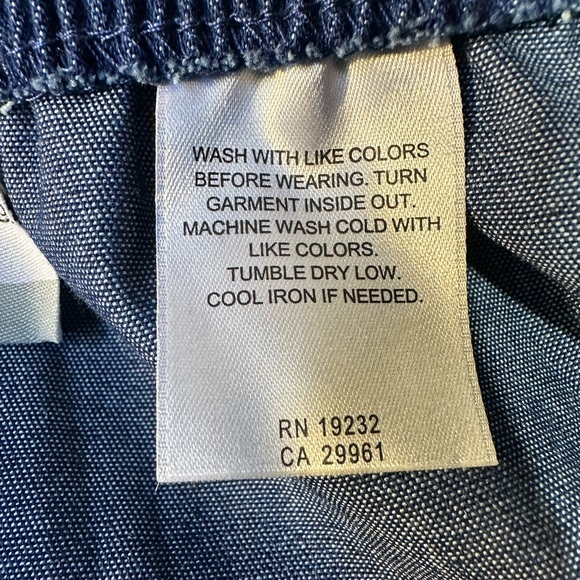 WASH WITH LIKE COLORS
BEFORE WEARING. TURN
GARMENT INSIDE OUT.
MACHINE WASH COLD WITH
LIKE COLORS.
TUMBLE DRY LOW.
COOL IRON IF NEEDED.
RN 19232
CA 29961